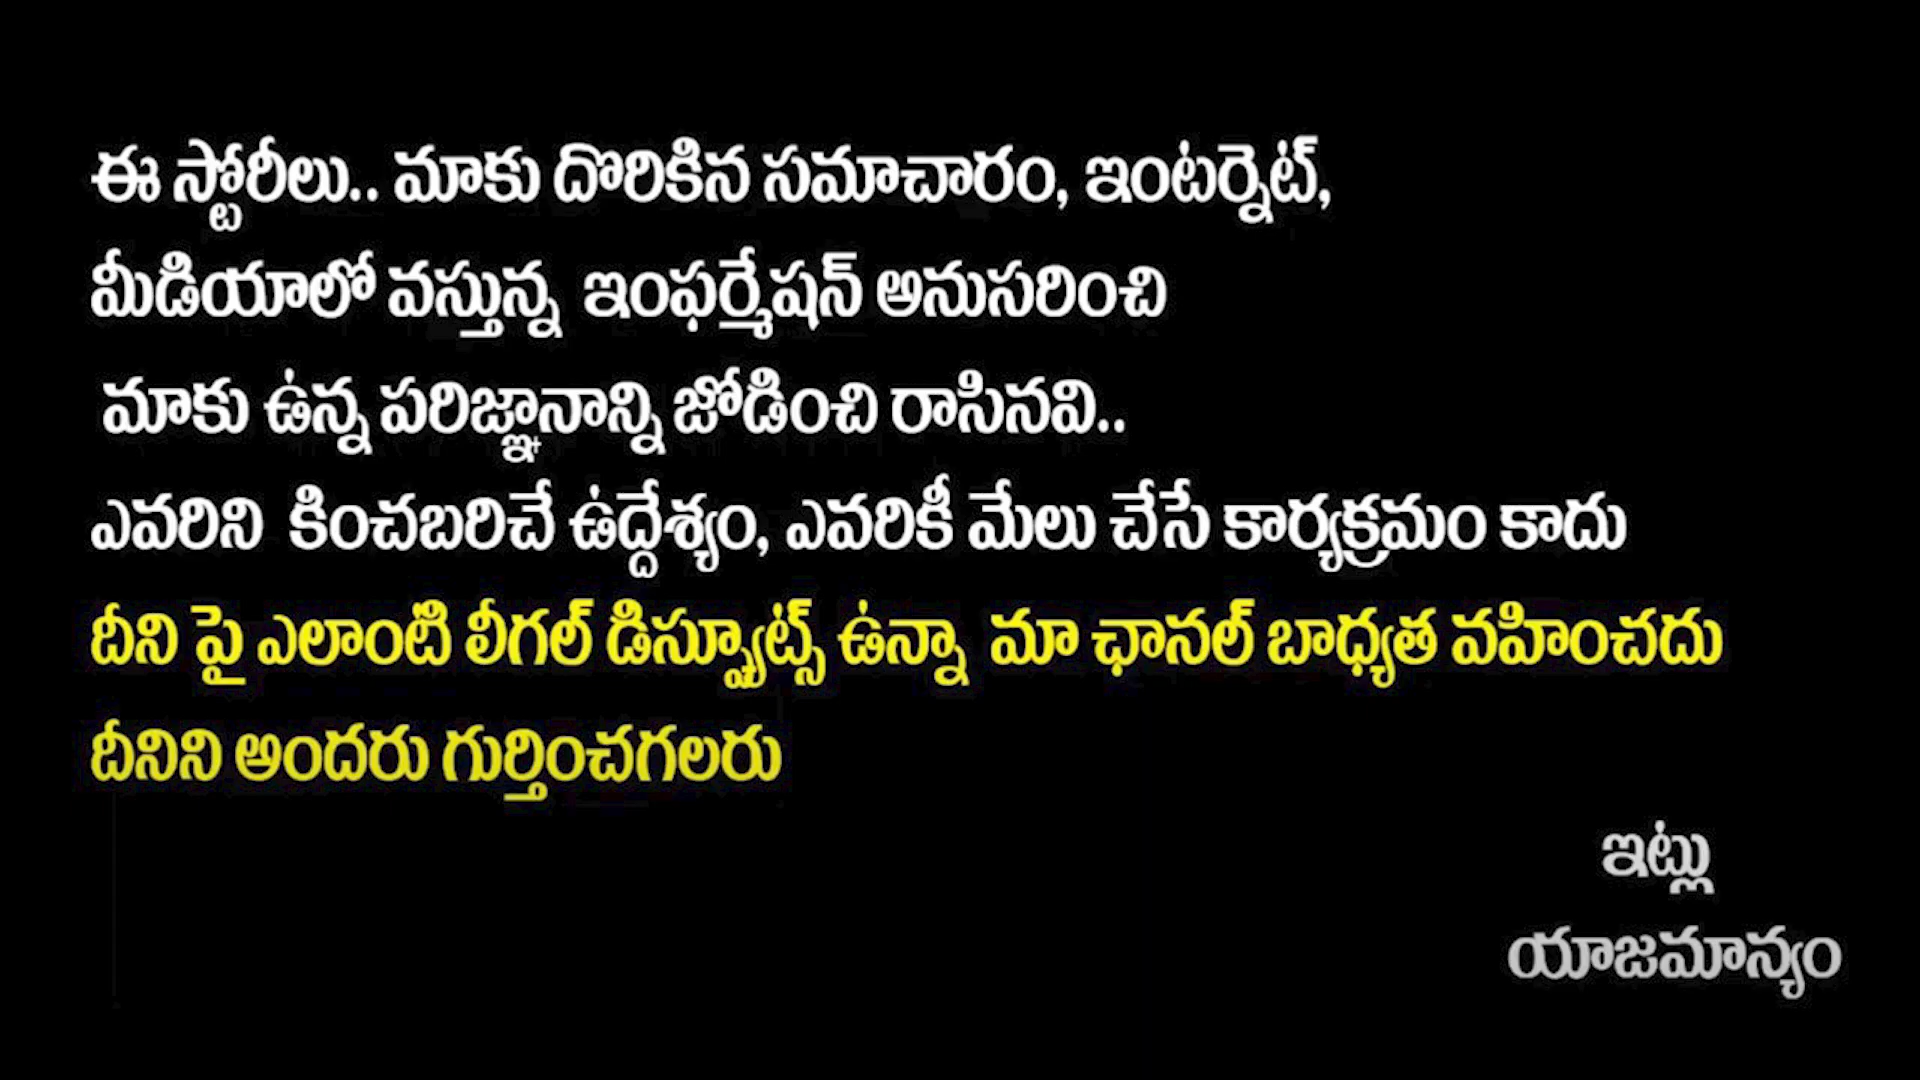 ఈ స్టోరీలు.. మాకు దొరికిన సమాచారం, ఇంటర్నెట్,
మీడియాలో వస్తున్న ఇంఫర్మేషన్ అనుసరించి
మాకు ఉన్న పరిజ్ఞానాన్ని జోడించి రాసినవి..
ఎవరిని కించబరిచే ఉద్దేశ్యం, ఎవరికీ మేలు చేసే కార్యక్రమం కాదు
దీని పై ఎలాంటి లీగల్ డిస్ప్యూట్స్ ఉన్నా మా ఛానల్ బాధ్యత వహించదు
దీనిని అందరు గుర్తించగలరు
ఇట్లు
యాజమాన్యం